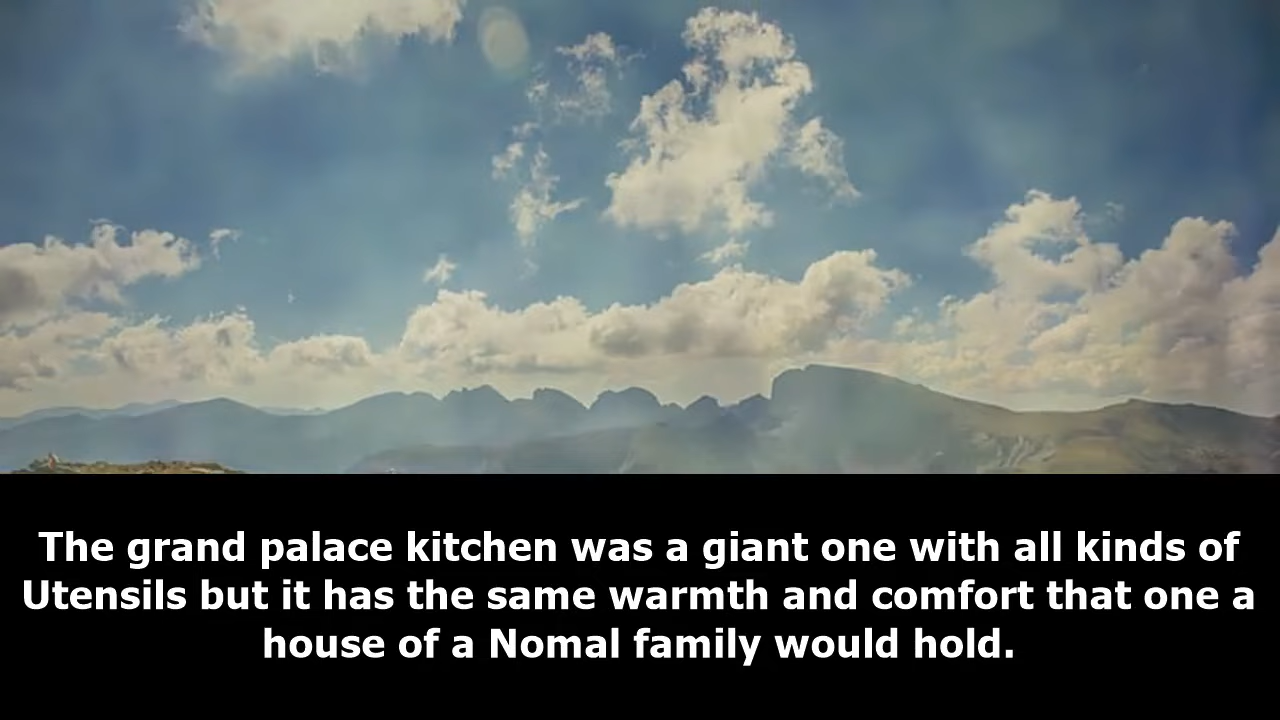 The grand palace kitchen was a giant one with all kinds of
Utensils but it has the same warmth and comfort that one a
house of a Nomal family would hold.